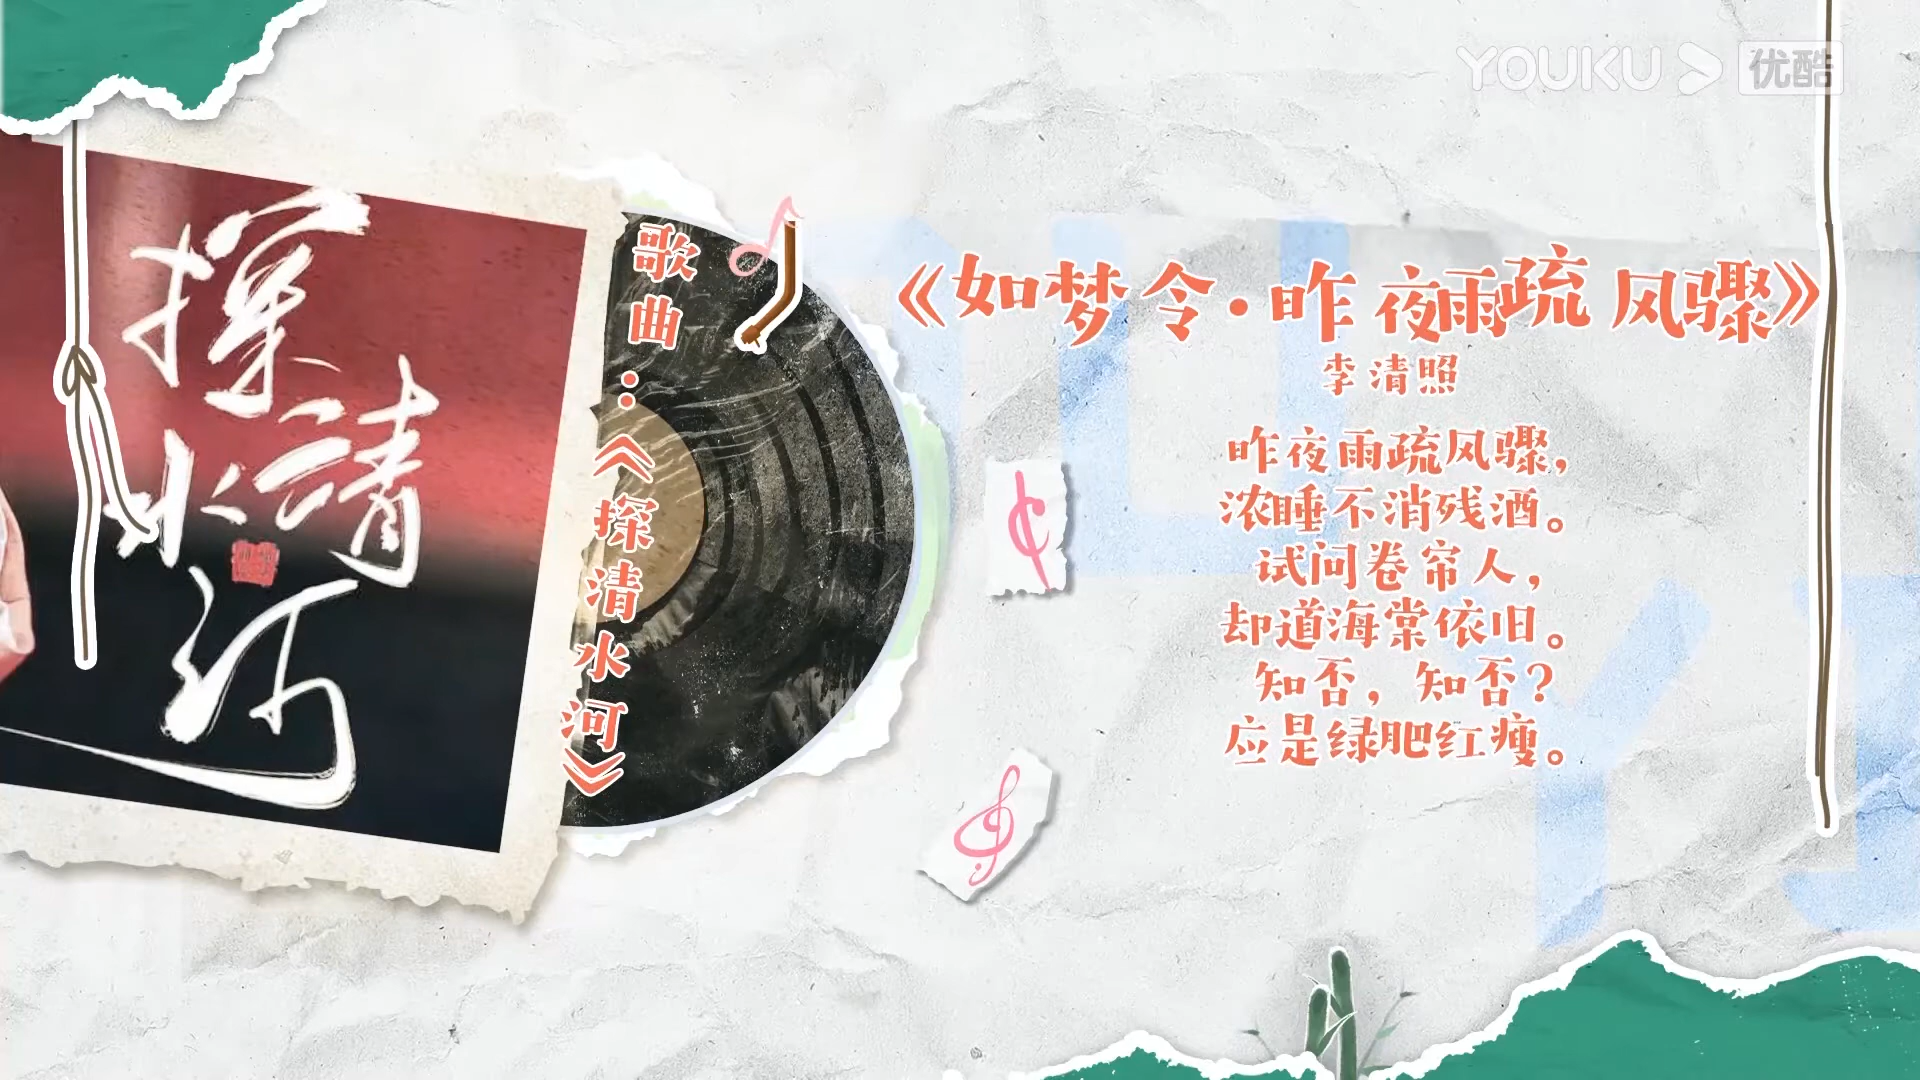 YOUKU 优酷
探清水河
歌曲：《探清水河》
《如梦令·昨夜雨疏风骤》
李清照
昨夜雨疏风骤，
浓睡不消残酒。
试问卷帘人，
却道海棠依旧。
知否，知否？
应是绿肥红瘦。